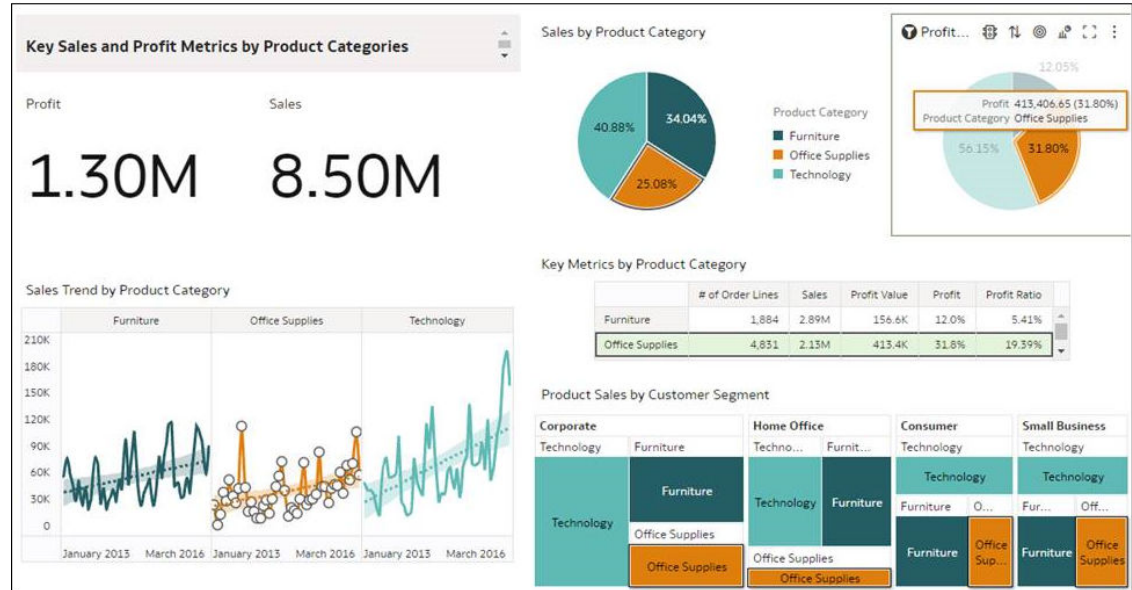 Key Sales and Profit Metrics by Product Categories
Profit
Sales
1.30M
8.50M
Sales by Product Category
40.88%
34.04%
25.08%
Product Category
Furniture
Office Supplies
Technology
Profit...
12.05%
Profit 413,406.65 (31.80%)
Product Category Office Supplies
56.15%
31.80%
Sales Trend by Product Category
Furniture Office Supplies Technology
210K
180K
150K
120K
90K
60K
30K
0
January 2013 March 2016 January 2013 March 2016 January 2013 March 2016
Key Metrics by Product Category
# of Order Lines Sales Profit Value Profit Profit Ratio
Furniture 1,884 2.89M 156.6K 12.0% 5.41%
Office Supplies 4,831 2.13M 413.4K 31.8% 19.39%
Product Sales by Customer Segment
Corporate Home Office Consumer Small Business
Technology Furniture Techno... Furnit... Technology Technology
Technology
Furniture
Office Supplies
Office Supplies
Technology
Furniture
Office Supplies
Office Supplies
Technology
Furniture O...
Furniture
Office Sup...
Technology
Fur... Off...
Furniture
Office Supplies